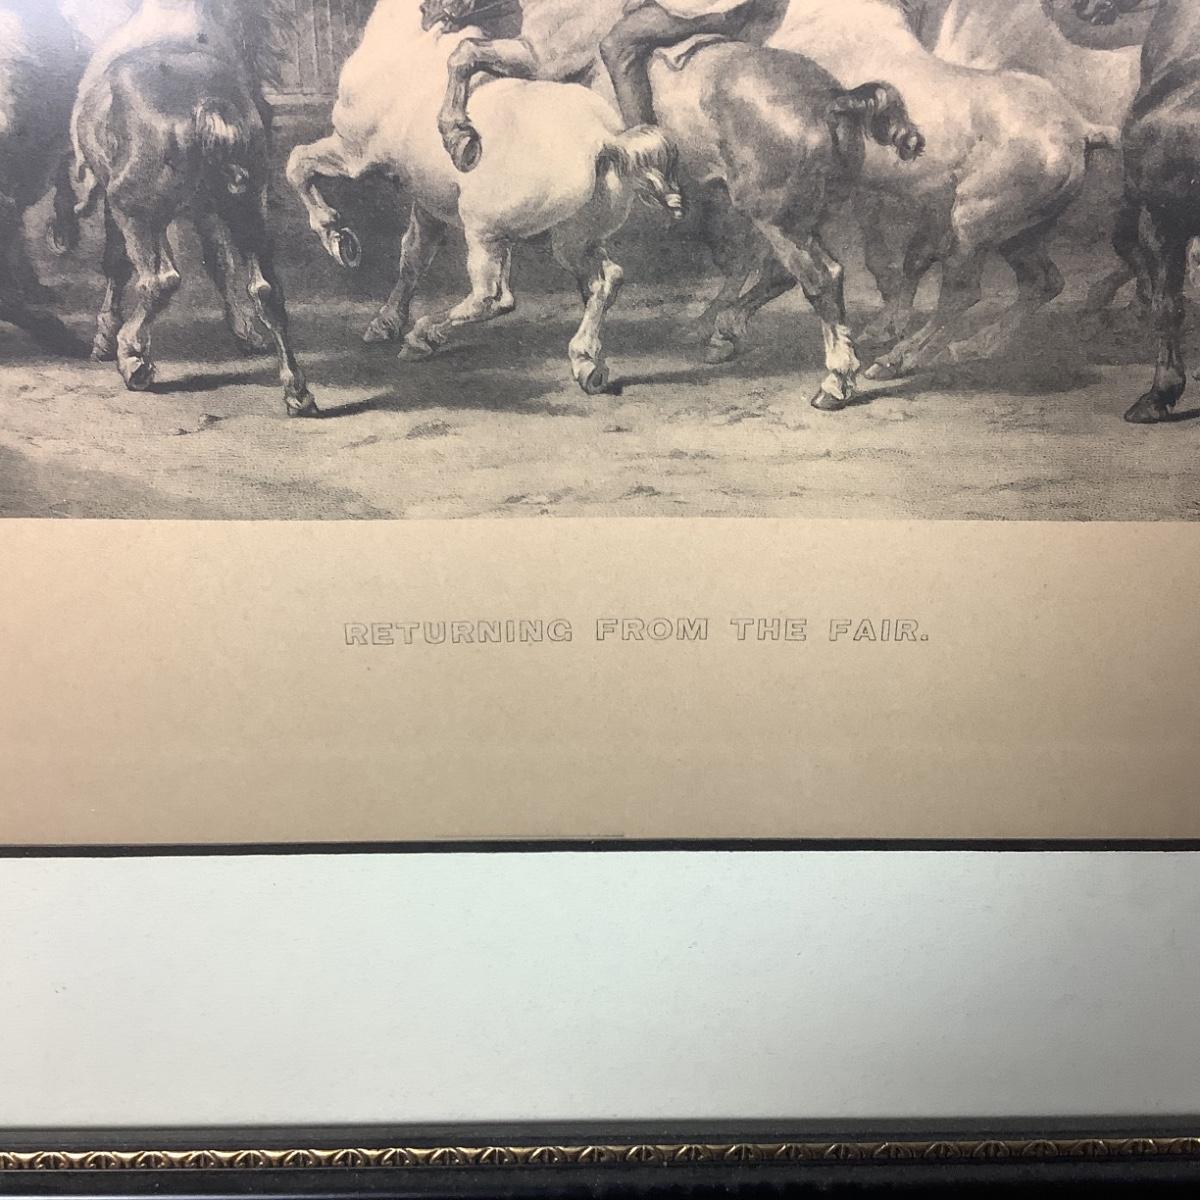 RETURNING FROM THE FAIR.